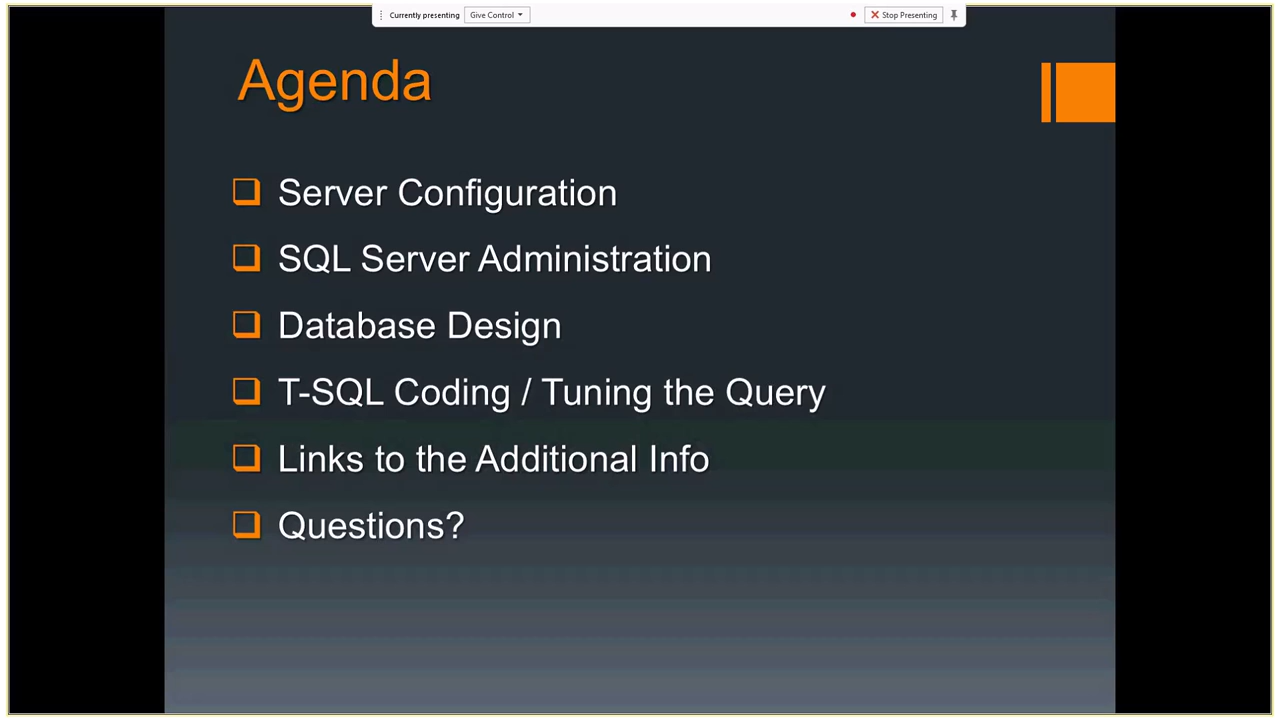 Currently presenting Give Control Stop Presenting
Agenda
Server Configuration
SQL Server Administration
Database Design
T-SQL Coding / Tuning the Query
Links to the Additional Info
Questions?